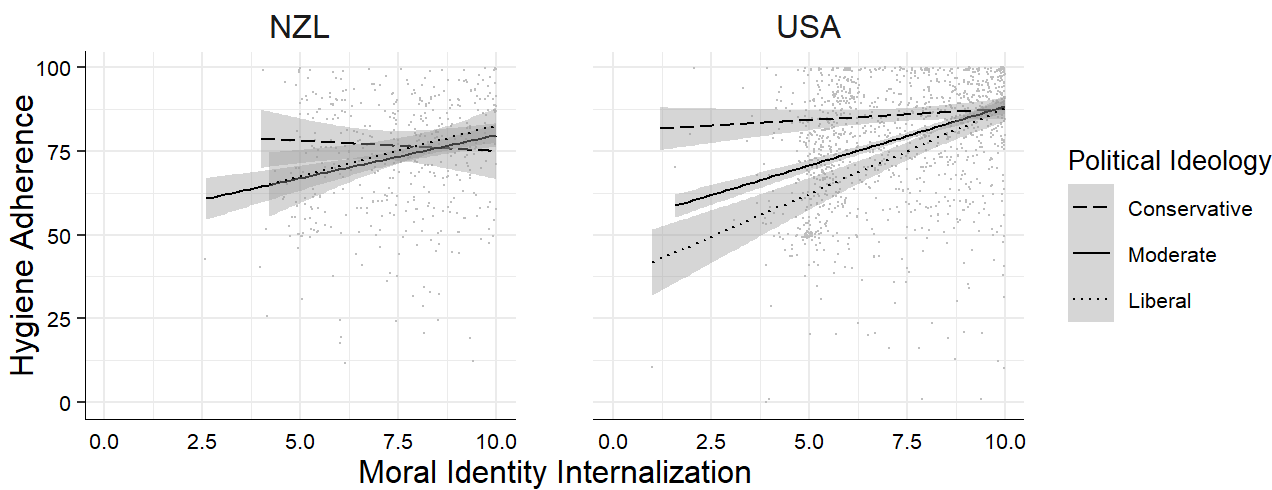 NZL
USA
Hygiene Adherence
100
75
50
25
0
0.0 2.5 5.0 7.5 10.0
0.0 2.5 5.0 7.5 10.0
Moral Identity Internalization
Political Ideology
Conservative
Moderate
Liberal